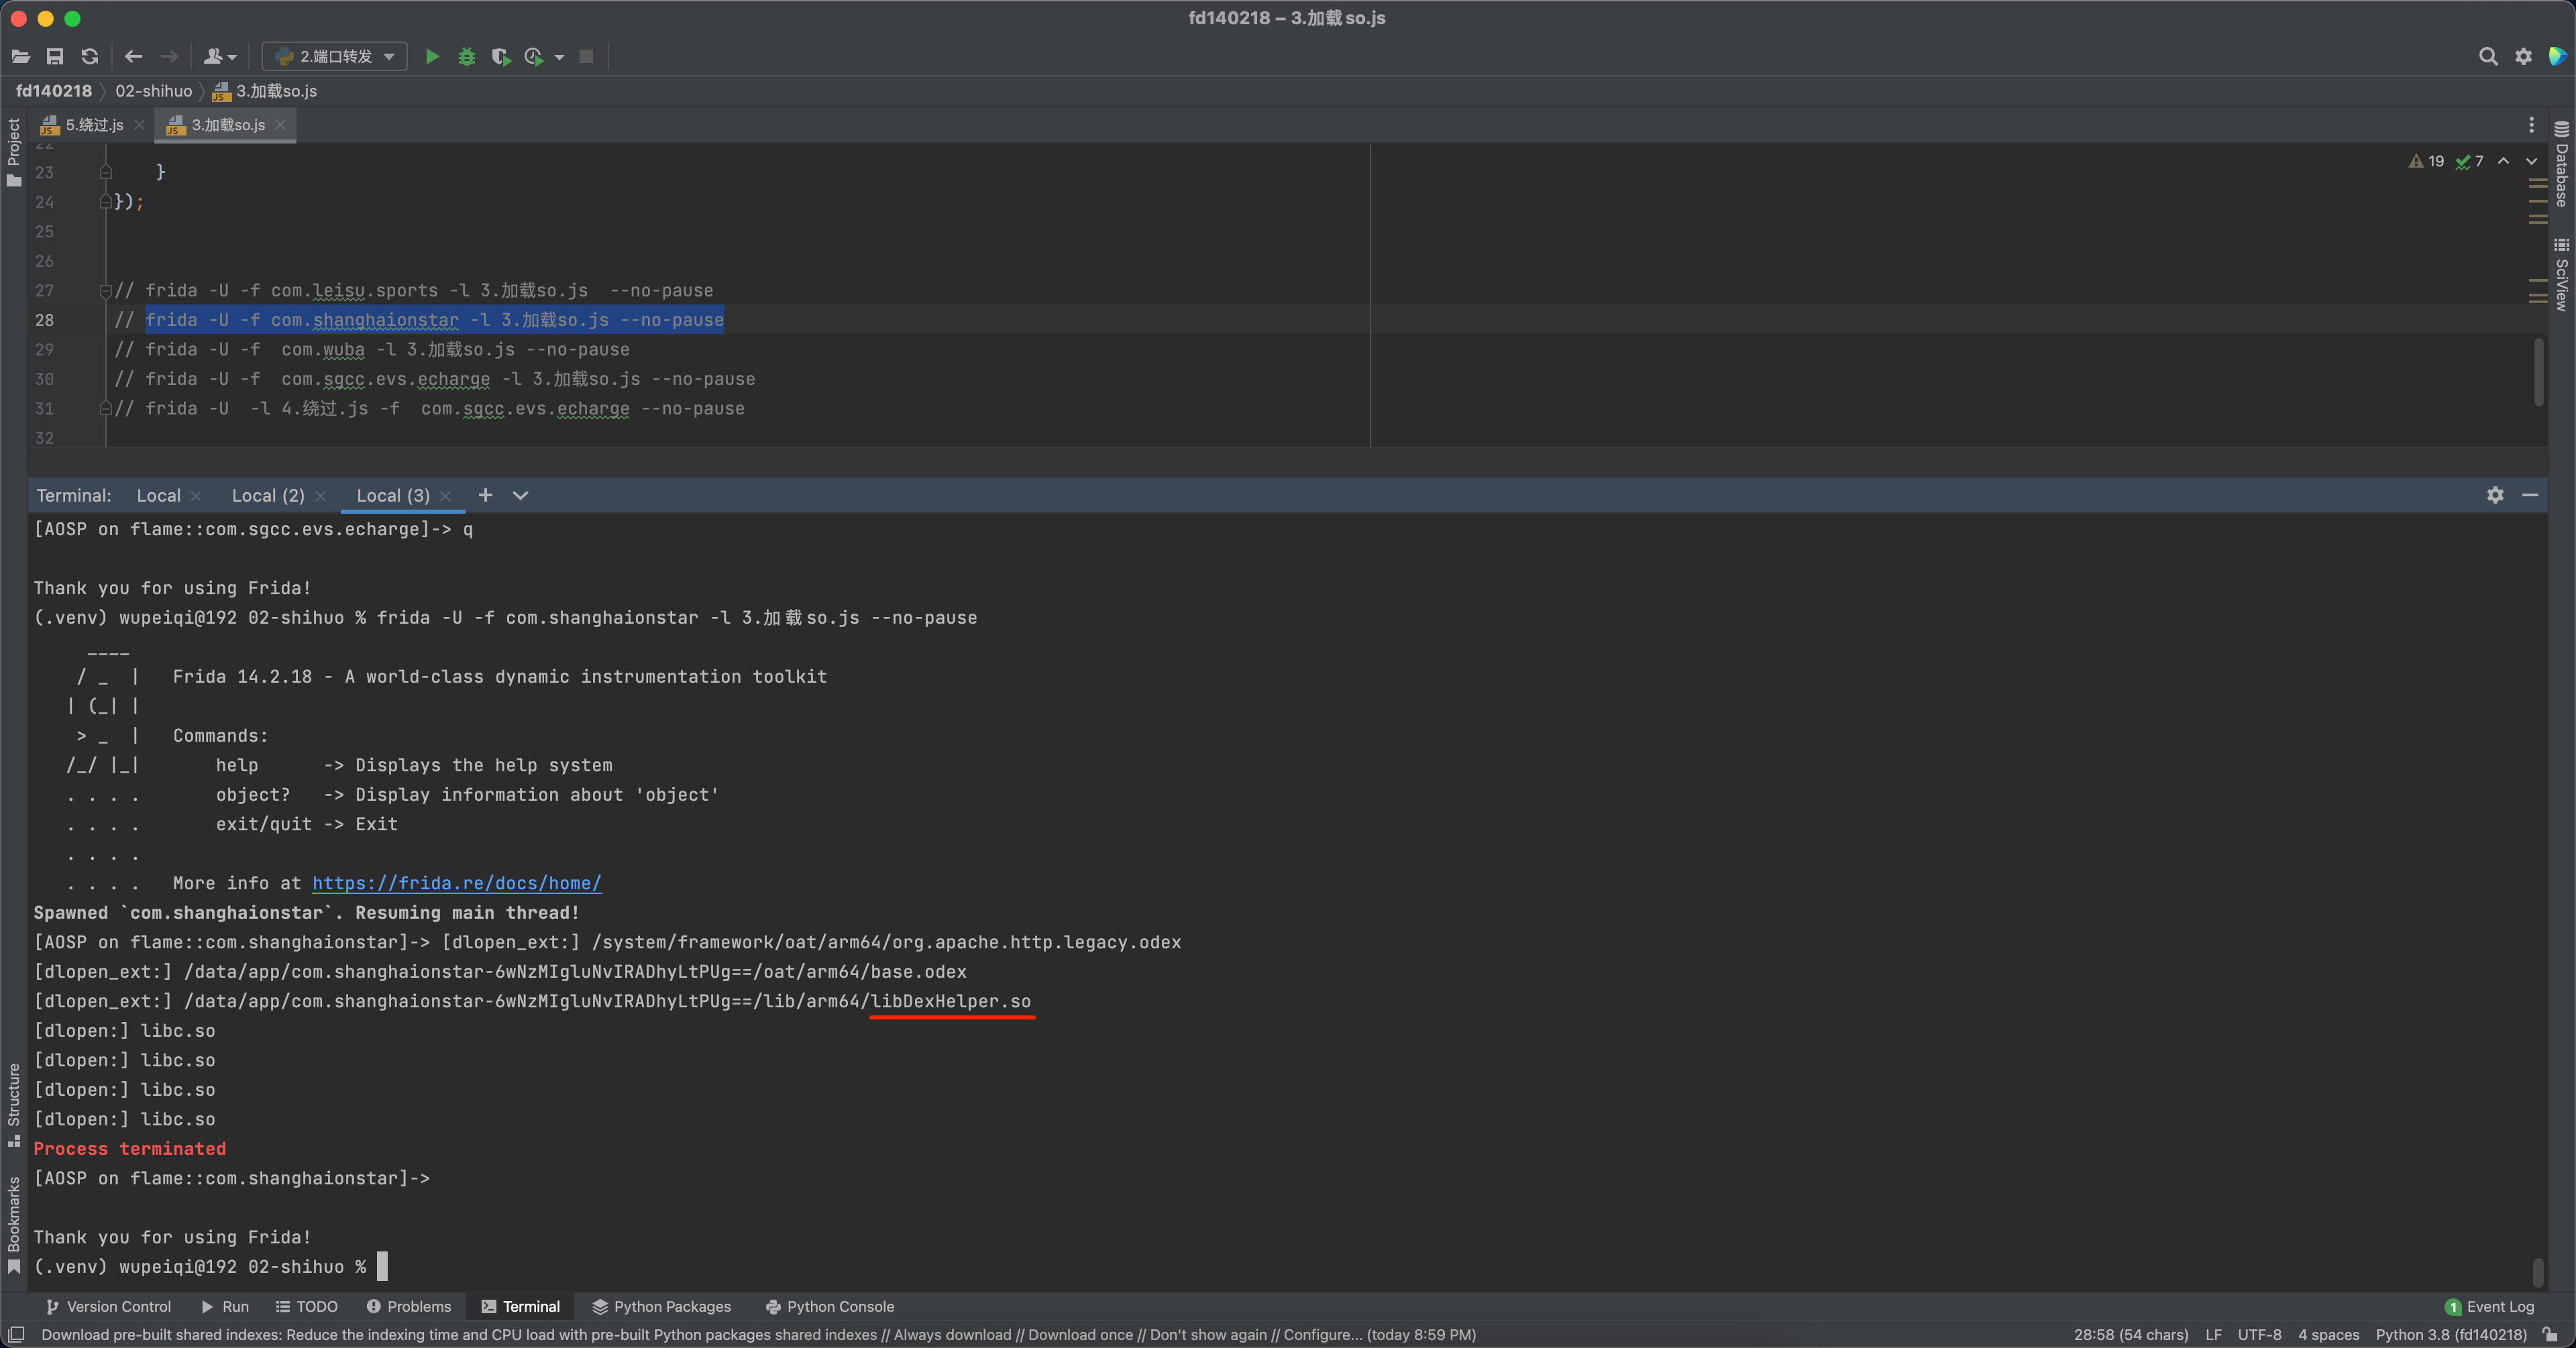 fd140218 – 3.加载so.js
2.端口转发
fd140218 02-shihuo 3.加载so.js
5.绕过.js
3.加载so.js
Project
Database
SciView
19 7
22
23 }
24 });
25
26
27 // frida -U -f com.leisu.sports -l 3.加载so.js  --no-pause
28 // frida -U -f com.shanghaionstar -l 3.加载so.js --no-pause
29 // frida -U -f  com.wuba -l 3.加载so.js --no-pause
30 // frida -U -f  com.sgcc.evs.echarge -l 3.加载so.js --no-pause
31 // frida -U  -l 4.绕过.js -f  com.sgcc.evs.echarge --no-pause
32
Terminal: Local Local (2) Local (3)
[AOSP on flame::com.sgcc.evs.echarge]-> q
Thank you for using Frida!
(.venv) wupeiqi@192 02-shihuo % frida -U -f com.shanghaionstar -l 3.加载so.js --no-pause
     ____
    / _  |   Frida 14.2.18 - A world-class dynamic instrumentation toolkit
   | (_| |
    > _  |   Commands:
   /_/ |_|       help      -> Displays the help system
   . . . .       object?   -> Display information about 'object'
   . . . .       exit/quit -> Exit
   . . . .
   . . . .   More info at https://frida.re/docs/home/
Spawned `com.shanghaionstar`. Resuming main thread!
[AOSP on flame::com.shanghaionstar]-> [dlopen_ext:] /system/framework/oat/arm64/org.apache.http.legacy.odex
[dlopen_ext:] /data/app/com.shanghaionstar-6wNzMIgluNvIRADhyLtPUg==/oat/arm64/base.odex
[dlopen_ext:] /data/app/com.shanghaionstar-6wNzMIgluNvIRADhyLtPUg==/lib/arm64/libDexHelper.so
[dlopen:] libc.so
[dlopen:] libc.so
[dlopen:] libc.so
[dlopen:] libc.so
Process terminated
[AOSP on flame::com.shanghaionstar]->
Thank you for using Frida!
(.venv) wupeiqi@192 02-shihuo %
Structure
Bookmarks
Version Control Run TODO Problems Terminal Python Packages Python Console 1 Event Log
Download pre-built shared indexes: Reduce the indexing time and CPU load with pre-built Python packages shared indexes // Always download // Download once // Don't show again // Configure... (today 8:59 PM) 28:58 (54 chars) LF UTF-8 4 spaces Python 3.8 (fd140218)